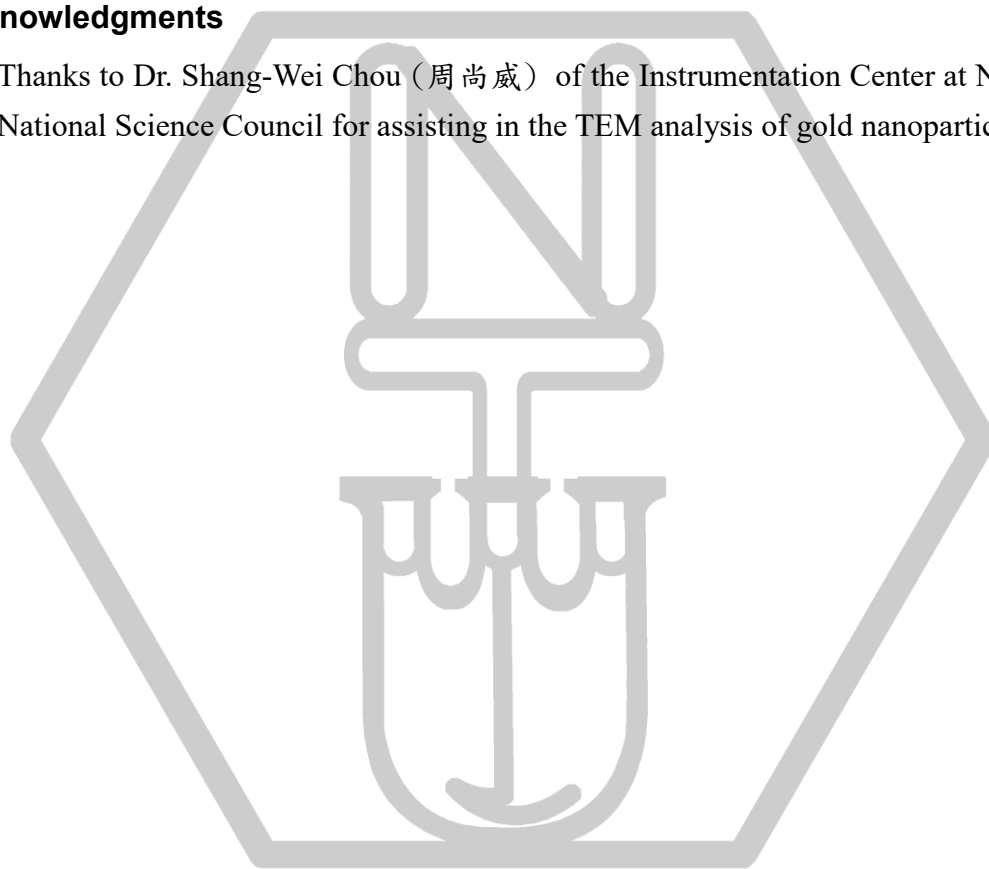 nowledgments
Thanks to Dr. Shang-Wei Chou (周尚威) of the Instrumentation Center at N
National Science Council for assisting in the TEM analysis of gold nanopartic
NTU